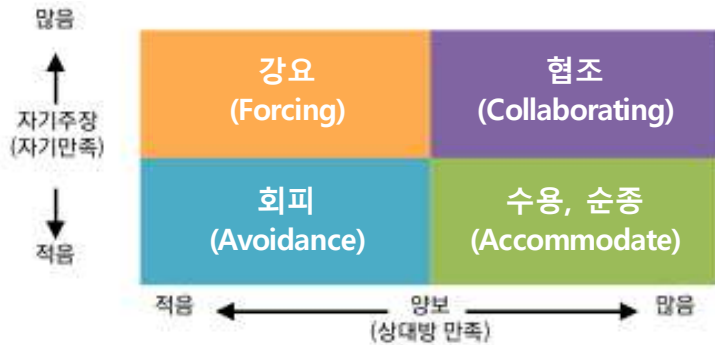 많음
강요
(Forcing)
협조
(Collaborating)
자기주장
(자기만족)
회피
(Avoidance)
수용, 순종
(Accommodate)
적음
적음
양보
(상대방 만족)
많음